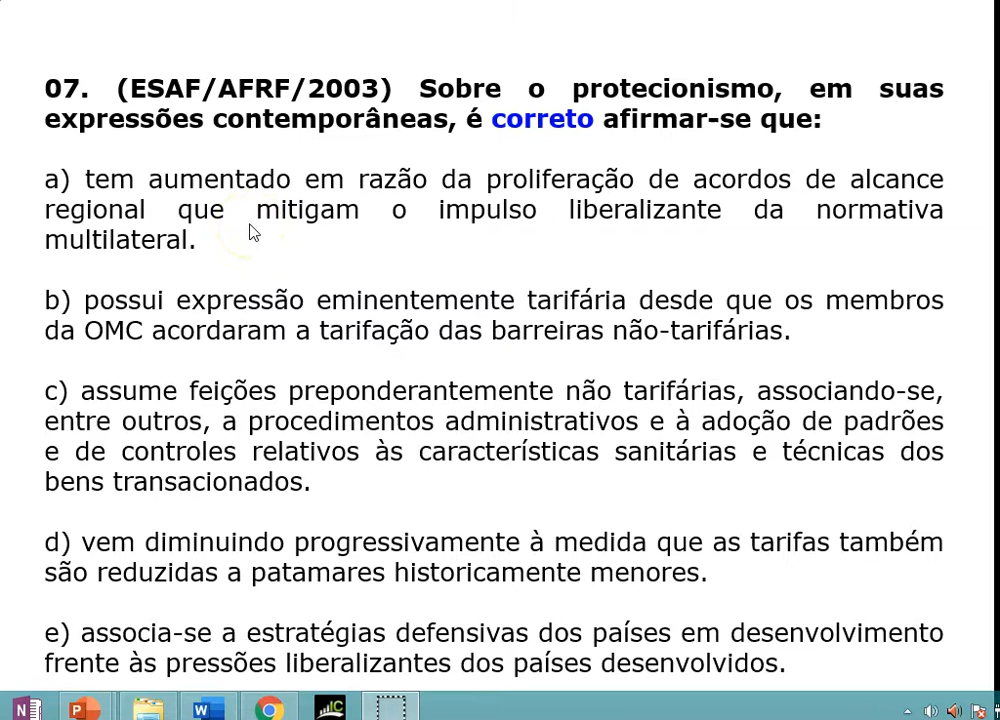 07. (ESAF/AFRF/2003) Sobre o protecionismo, em suas
expressões contemporâneas, é correto afirmar-se que:
a) tem aumentado em razão da proliferação de acordos de alcance
regional que mitigam o impulso liberalizante da normativa
multilateral.
b) possui expressão eminentemente tarifária desde que os membros
da OMC acordaram a tarifação das barreiras não-tarifárias.
c) assume feições preponderantemente não tarifárias, associando-se,
entre outros, a procedimentos administrativos e à adoção de padrões
e de controles relativos às características sanitárias e técnicas dos
bens transacionados.
d) vem diminuindo progressivamente à medida que as tarifas também
são reduzidas a patamares historicamente menores.
e) associa-se a estratégias defensivas dos países em desenvolvimento
frente às pressões liberalizantes dos países desenvolvidos.